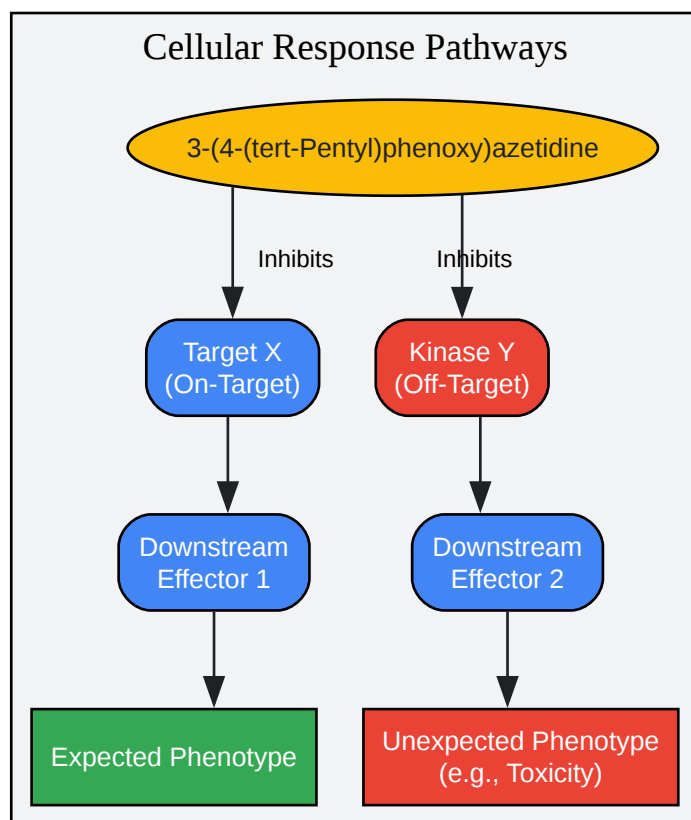 Cellular Response Pathways
3-(4-(tert-Pentyl)phenoxy)azetidine
Inhibits
Inhibits
Target X
(On-Target)
Kinase Y
(Off-Target)
Downstream
Effector 1
Downstream
Effector 2
Expected Phenotype
Unexpected Phenotype
(e.g., Toxicity)